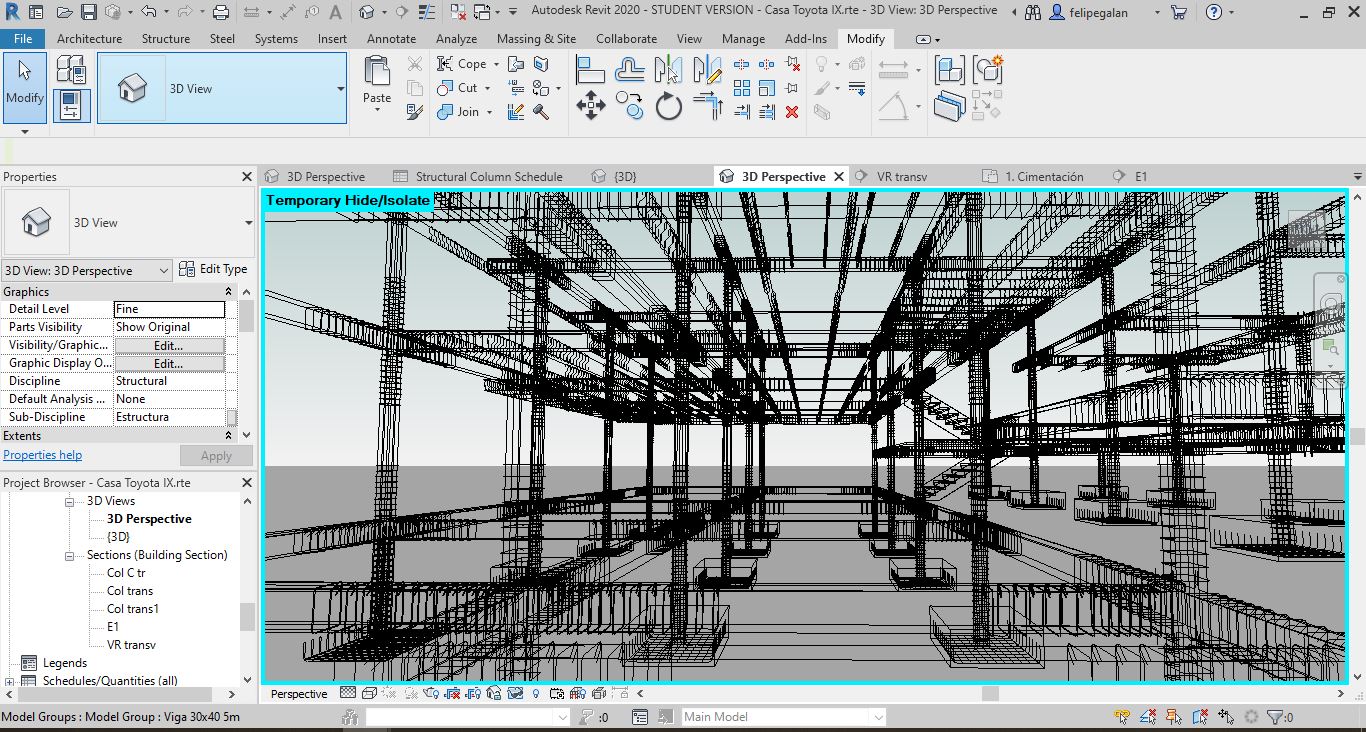 Autodesk Revit 2020 - STUDENT VERSION - Casa Toyota IX.rte - 3D View: 3D Perspective
felipegalan
File Architecture Structure Steel Systems Insert Annotate Analyze Massing & Site Collaborate View Manage Add-Ins Modify
Modify
3D View
Paste
Cope
Cut
Join
Properties
3D View
3D View: 3D Perspective
Edit Type
Graphics
Detail Level Fine
Parts Visibility Show Original
Visibility/Graphic... Edit...
Graphic Display O... Edit...
Discipline Structural
Default Analysis ... None
Sub-Discipline Estructura
Extents
Properties help
Apply
Project Browser - Casa Toyota IX.rte
3D Views
3D Perspective
{3D}
Sections (Building Section)
Col C tr
Col trans
Col trans1
E1
VR transv
Legends
Schedules/Quantities (all)
3D Perspective Structural Column Schedule {3D} 3D Perspective VR transv 1. Cimentación E1
Temporary Hide/Isolate
Perspective
Model Groups : Model Group : Viga 30x40 5m
:0
Main Model
:0